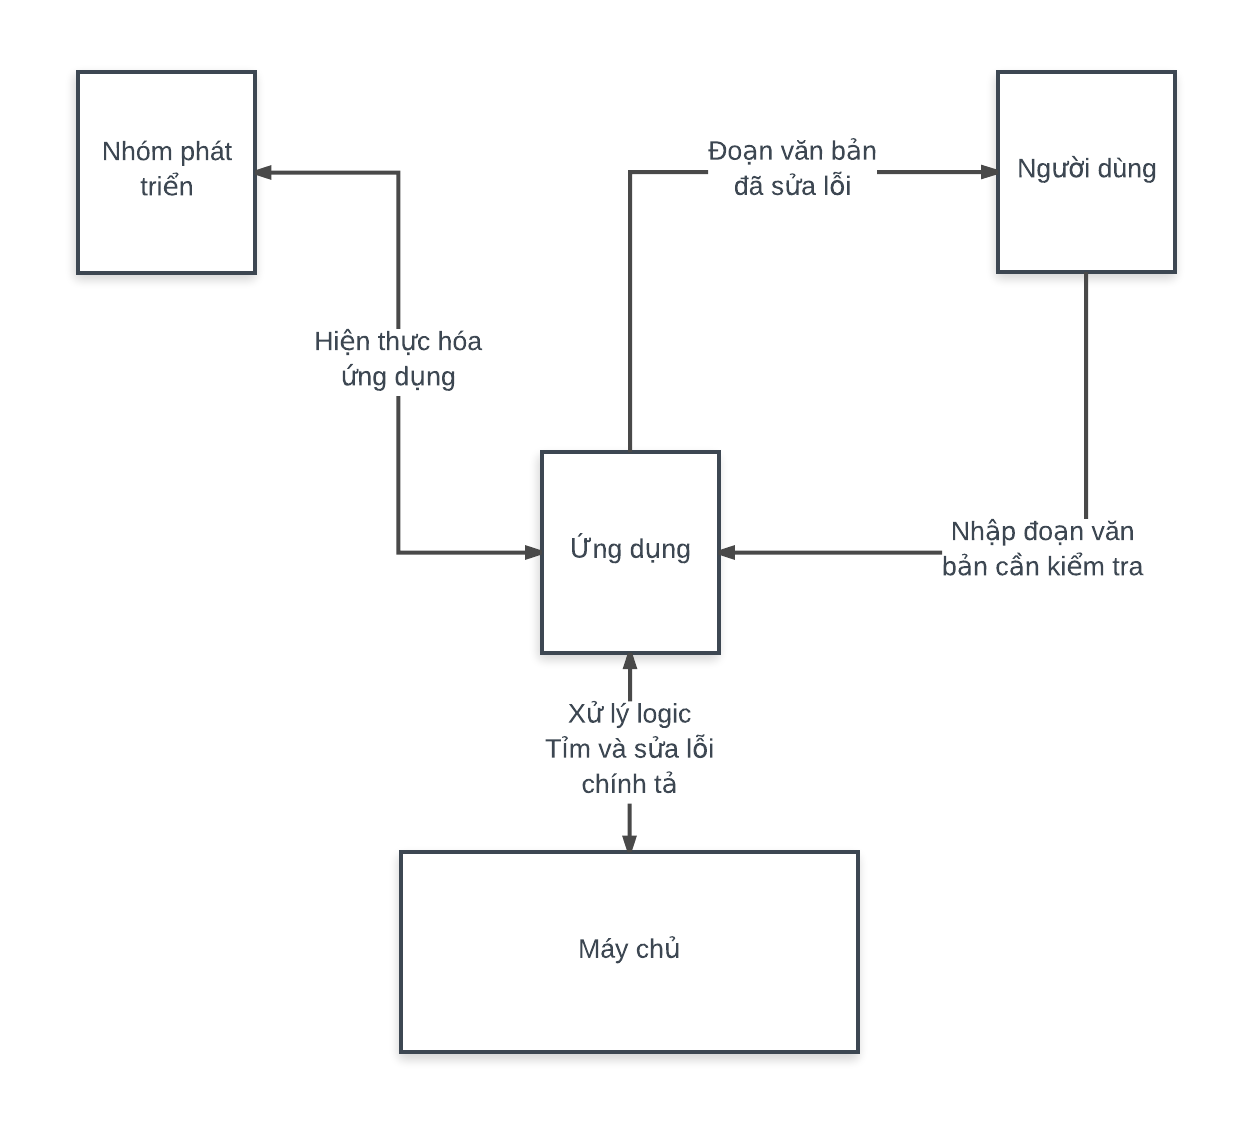 Nhóm phát
triển
Đoạn văn bản
đã sửa lỗi
Người dùng
Hiện thực hóa
ứng dụng
Ứng dụng
Nhập đoạn văn
bản cần kiểm tra
Xử lý logic
Tỉm và sửa lỗi
chính tả
Máy chủ